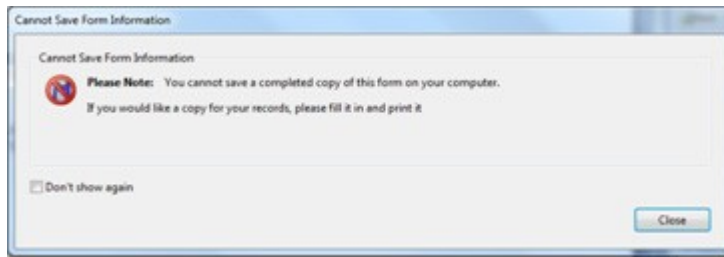 Cannot Save Form Information
Cannot Save Form Information
Please Note: You cannot save a completed copy of this form on your computer.
If you would like a copy for your records, please fill it in and print it
Don't show again
Close